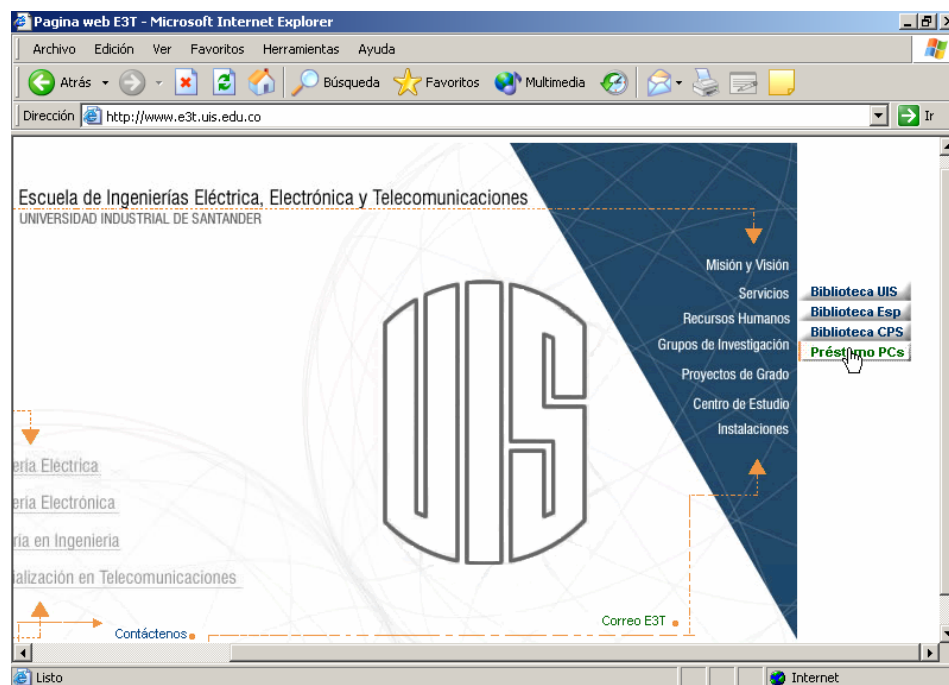 Pagina web E3T - Microsoft Internet Explorer
Archivo Edición Ver Favoritos Herramientas Ayuda
Atrás Búsqueda Favoritos Multimedia
Dirección http://www.e3t.uis.edu.co Ir
Escuela de Ingenierías Eléctrica, Electrónica y Telecomunicaciones
UNIVERSIDAD INDUSTRIAL DE SANTANDER
Misión y Visión
Servicios
Recursos Humanos
Grupos de Investigación
Proyectos de Grado
Centro de Estudio
Instalaciones
Biblioteca UIS
Biblioteca Esp
Biblioteca CPS
Préstamo PCs
UIS
ería Eléctrica
ería Electrónica
ría en Ingeniería
ialización en Telecomunicaciones
Contáctenos
Correo E3T
Listo Internet